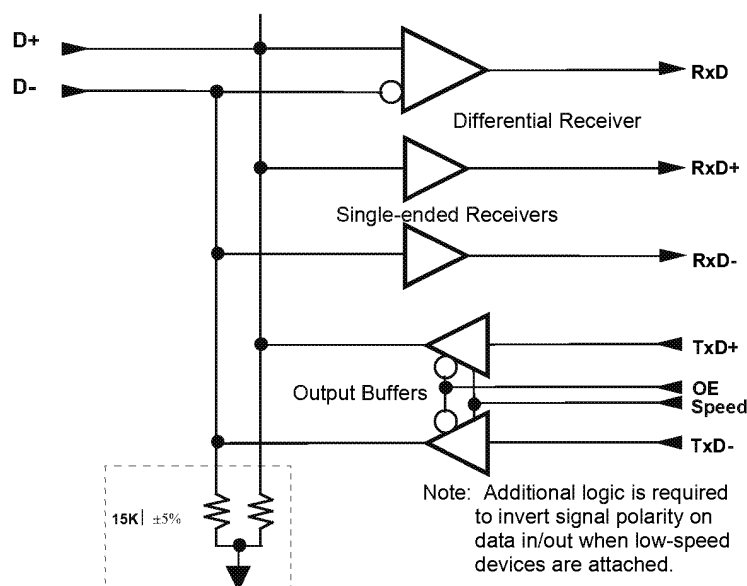 D+
D-
RxD
Differential Receiver
RxD+
Single-ended Receivers
RxD-
TxD+
OE
Output Buffers
Speed
TxD-
15K| ±5%
Note: Additional logic is required
to invert signal polarity on
data in/out when low-speed
devices are attached.